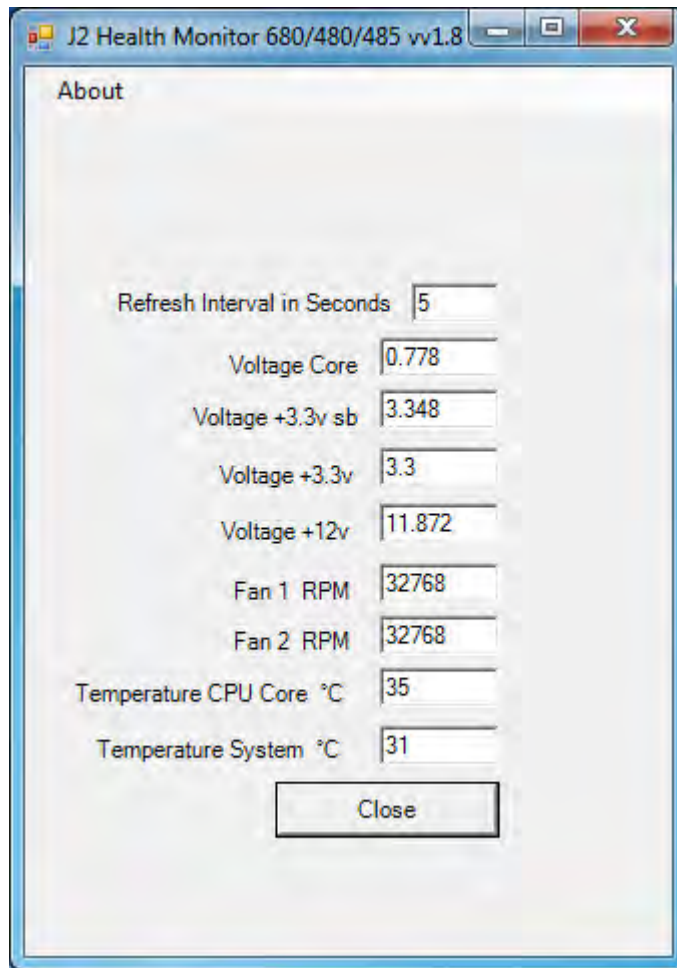 J2 Health Monitor 680/480/485 vv1.8
About
Refresh Interval in Seconds 5
Voltage Core 0.778
Voltage +3.3v sb 3.348
Voltage +3.3v 3.3
Voltage +12v 11.872
Fan 1 RPM 32768
Fan 2 RPM 32768
Temperature CPU Core °C 35
Temperature System °C 31
Close